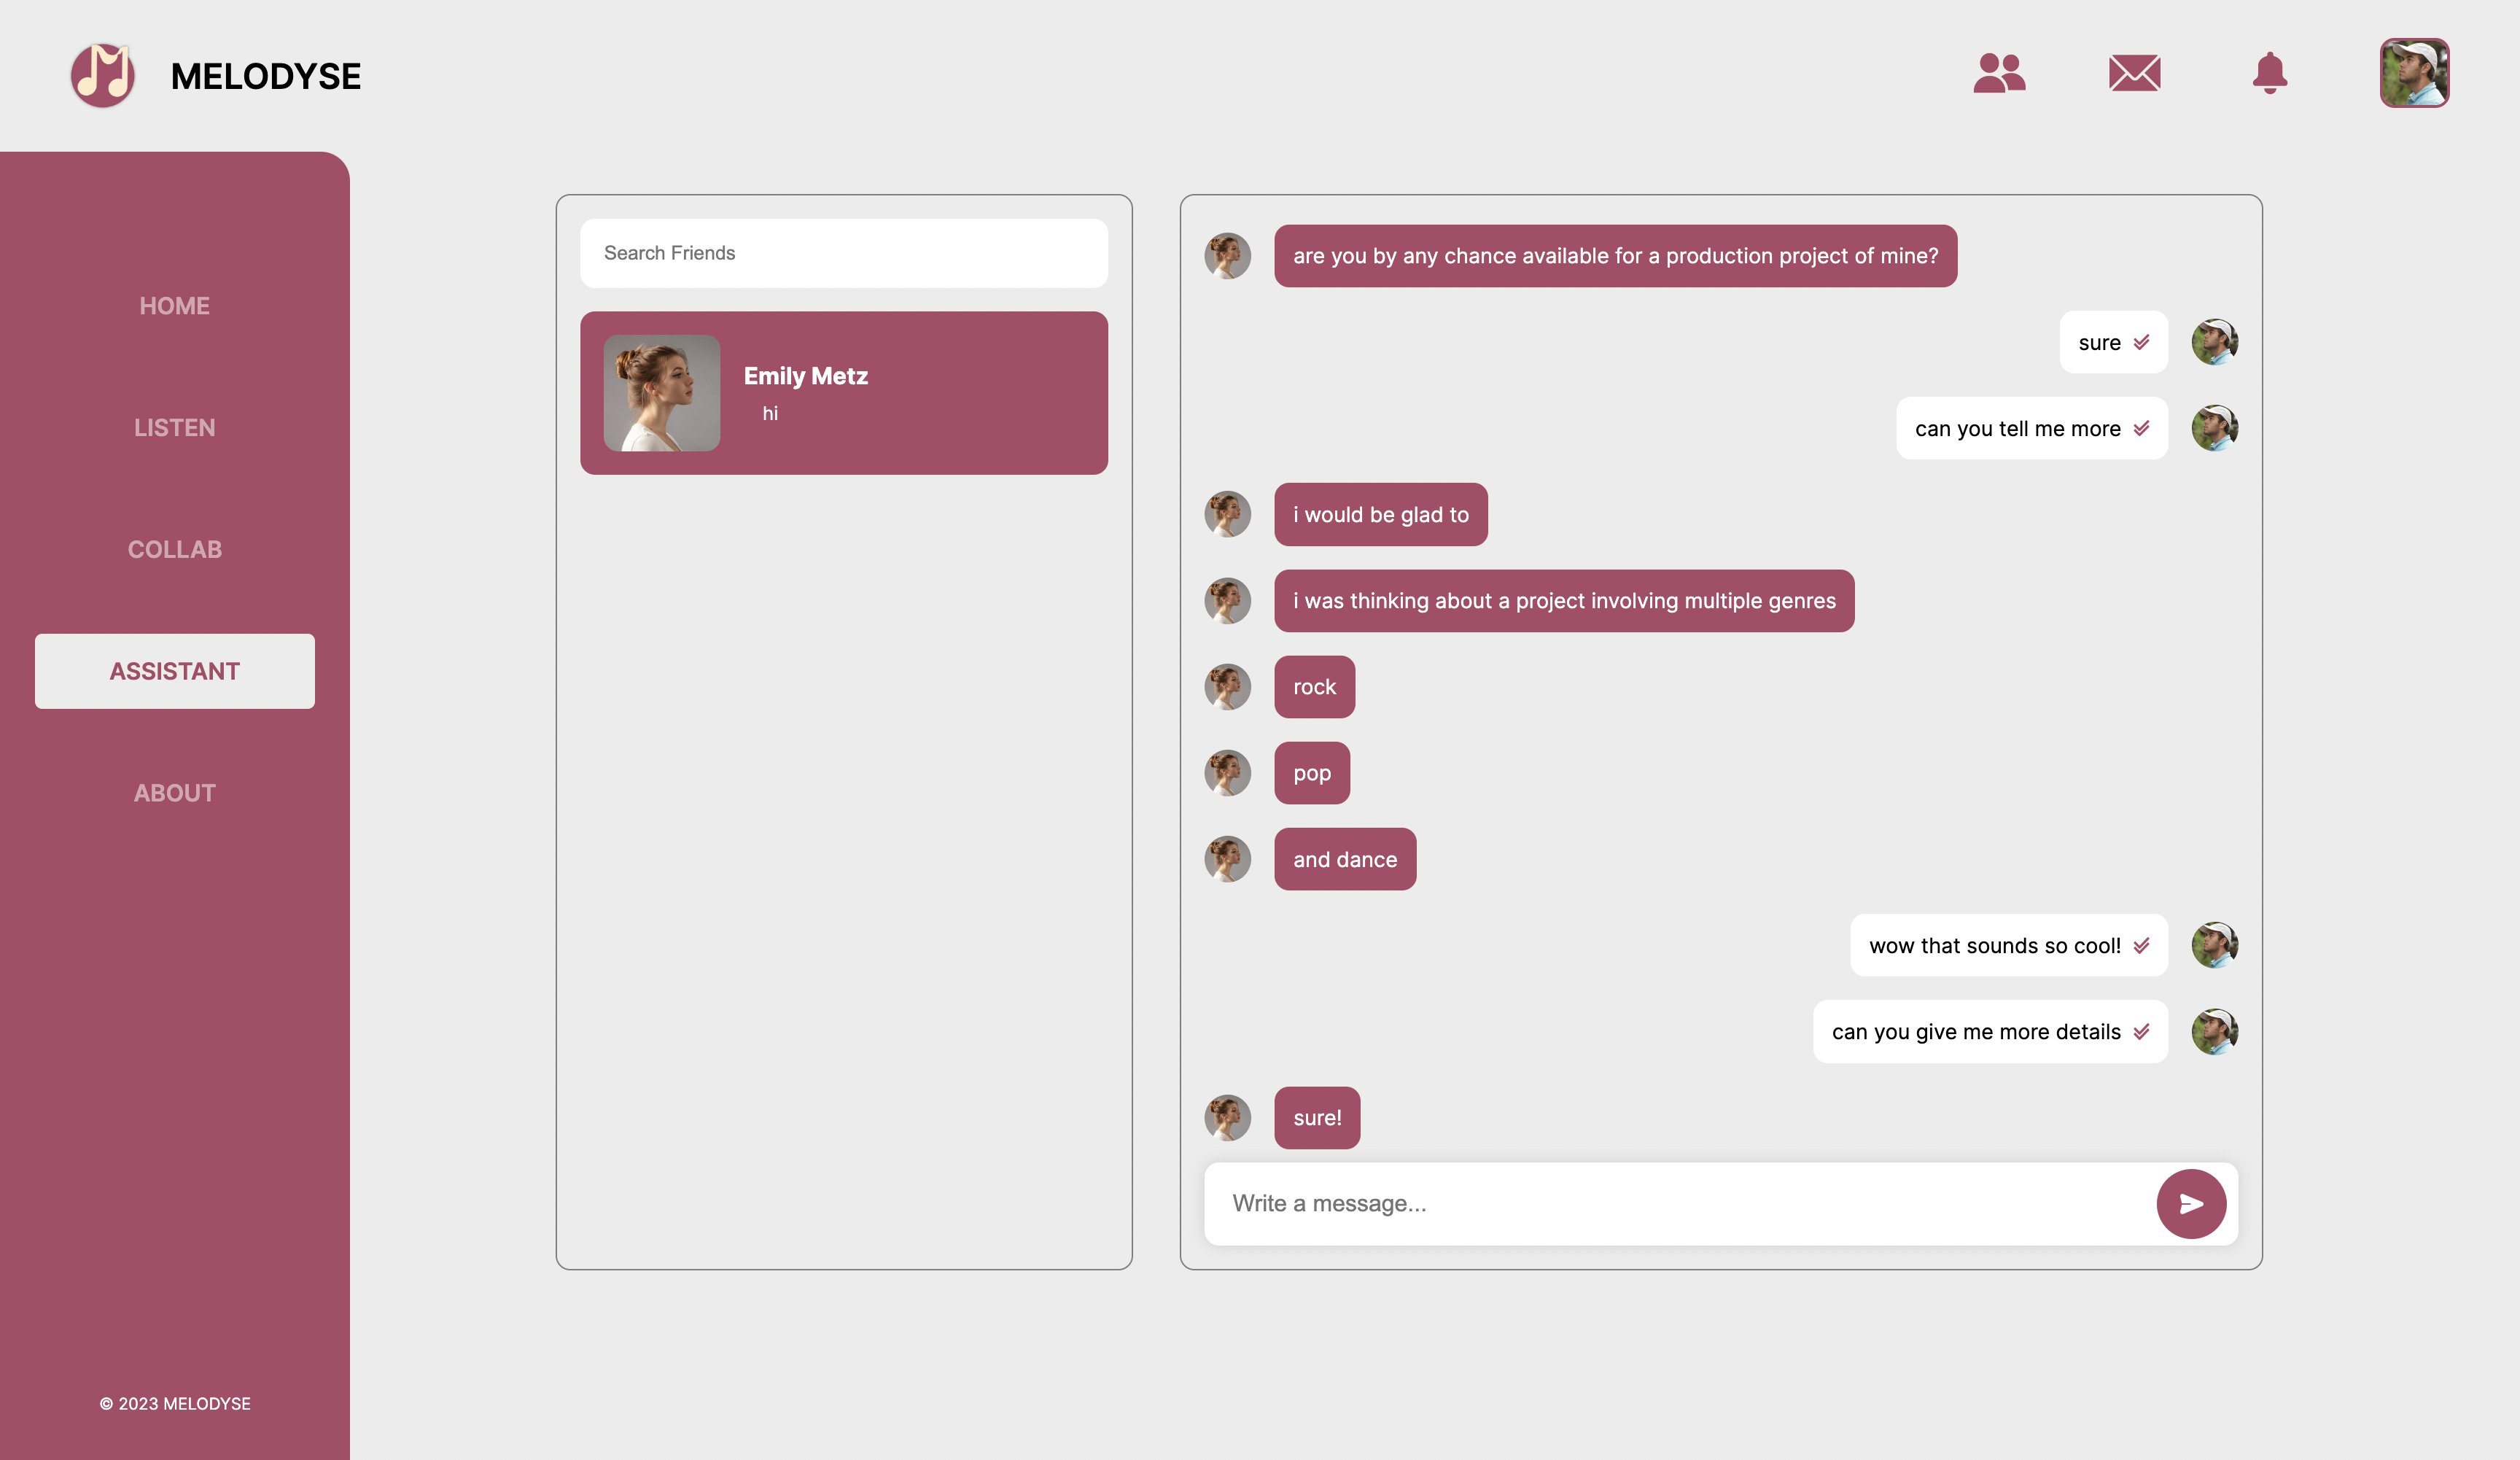 MELODYSE
HOME
LISTEN
COLLAB
ASSISTANT
ABOUT
© 2023 MELODYSE
Search Friends
Emily Metz
hi
are you by any chance available for a production project of mine?
sure
can you tell me more
i would be glad to
i was thinking about a project involving multiple genres
rock
pop
and dance
wow that sounds so cool!
can you give me more details
sure!
Write a message...